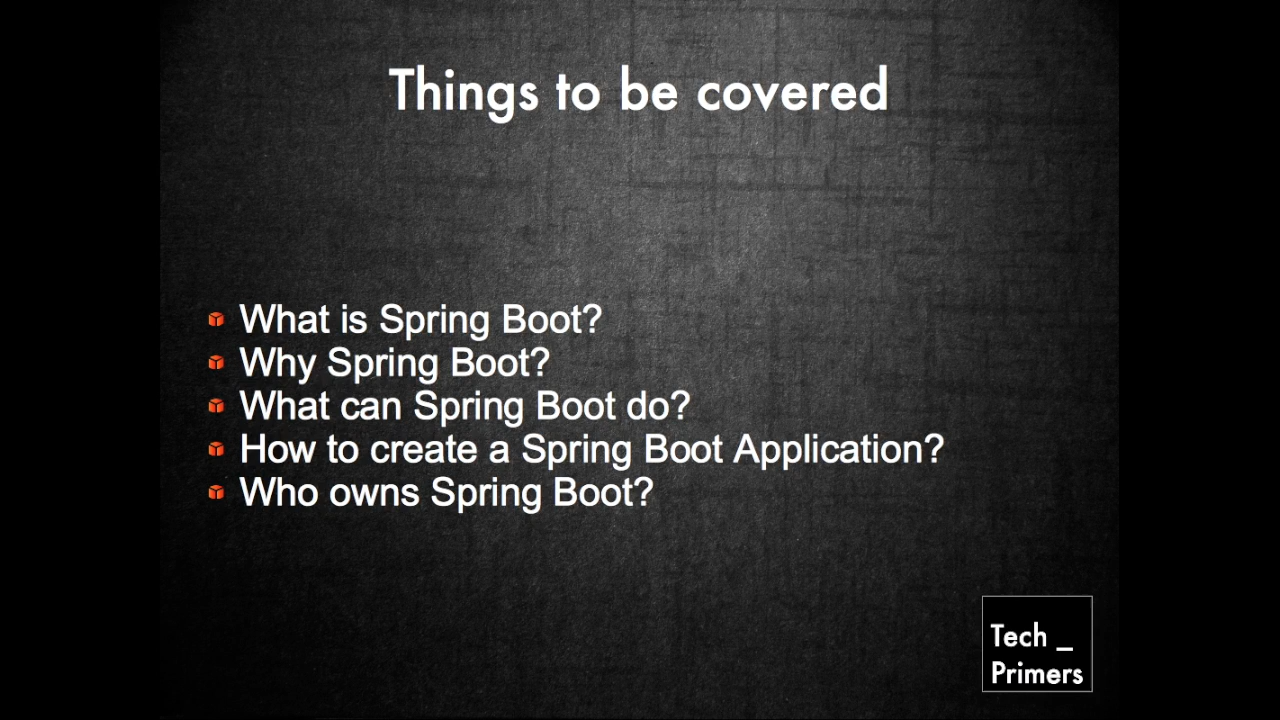 Things to be covered
What is Spring Boot?
Why Spring Boot?
What can Spring Boot do?
How to create a Spring Boot Application?
Who owns Spring Boot?
Tech _
Primers